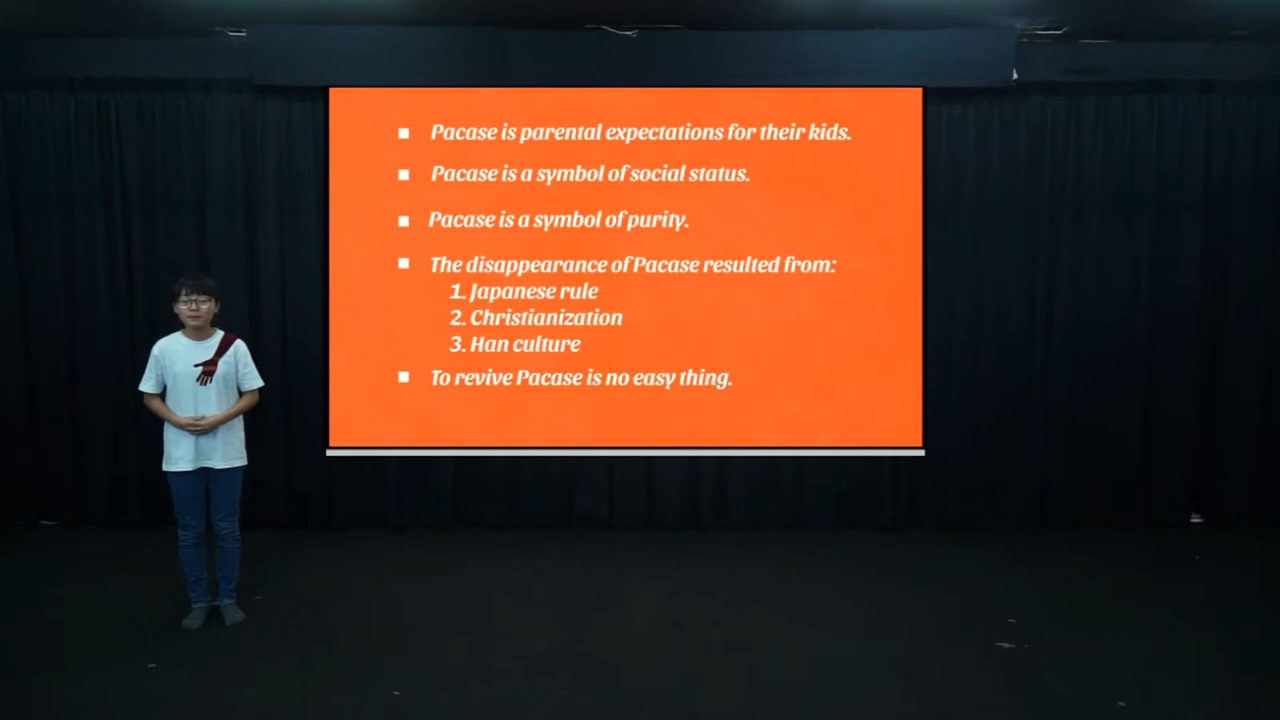 Pacase is parental expectations for their kids.
Pacase is a symbol of social status.
Pacase is a symbol of purity.
The disappearance of Pacase resulted from:
1. Japanese rule
2. Christianization
3. Han culture
To revive Pacase is no easy thing.